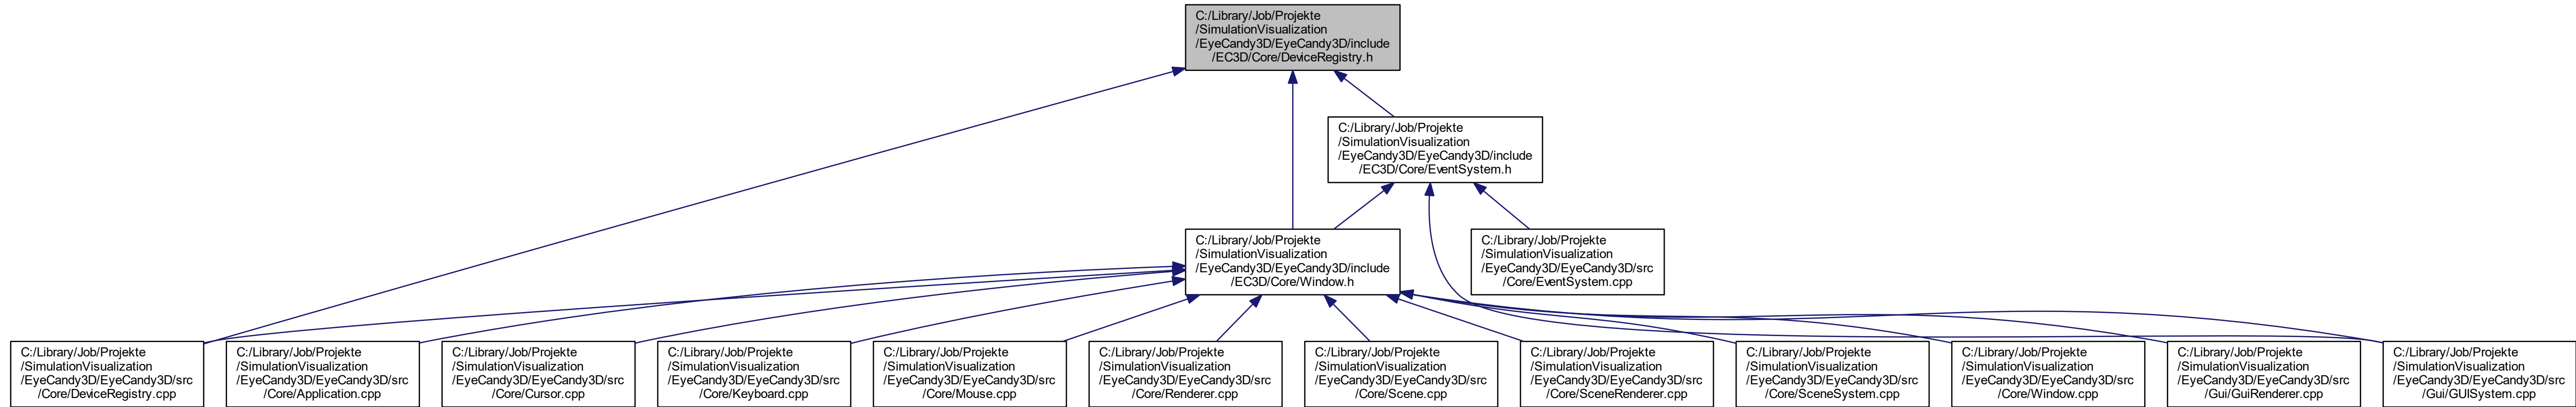 C:/Library/Job/Projekte
/SimulationVisualization
/EyeCandy3D/EyeCandy3D/include
/EC3D/Core/DeviceRegistry.h
C:/Library/Job/Projekte
/SimulationVisualization
/EyeCandy3D/EyeCandy3D/include
/EC3D/Core/EventSystem.h
C:/Library/Job/Projekte
/SimulationVisualization
/EyeCandy3D/EyeCandy3D/include
/EC3D/Core/Window.h
C:/Library/Job/Projekte
/SimulationVisualization
/EyeCandy3D/EyeCandy3D/src
/Core/EventSystem.cpp
C:/Library/Job/Projekte
/SimulationVisualization
/EyeCandy3D/EyeCandy3D/src
/Core/DeviceRegistry.cpp
C:/Library/Job/Projekte
/SimulationVisualization
/EyeCandy3D/EyeCandy3D/src
/Core/Application.cpp
C:/Library/Job/Projekte
/SimulationVisualization
/EyeCandy3D/EyeCandy3D/src
/Core/Cursor.cpp
C:/Library/Job/Projekte
/SimulationVisualization
/EyeCandy3D/EyeCandy3D/src
/Core/Keyboard.cpp
C:/Library/Job/Projekte
/SimulationVisualization
/EyeCandy3D/EyeCandy3D/src
/Core/Mouse.cpp
C:/Library/Job/Projekte
/SimulationVisualization
/EyeCandy3D/EyeCandy3D/src
/Core/Renderer.cpp
C:/Library/Job/Projekte
/SimulationVisualization
/EyeCandy3D/EyeCandy3D/src
/Core/Scene.cpp
C:/Library/Job/Projekte
/SimulationVisualization
/EyeCandy3D/EyeCandy3D/src
/Core/SceneRenderer.cpp
C:/Library/Job/Projekte
/SimulationVisualization
/EyeCandy3D/EyeCandy3D/src
/Core/SceneSystem.cpp
C:/Library/Job/Projekte
/SimulationVisualization
/EyeCandy3D/EyeCandy3D/src
/Core/Window.cpp
C:/Library/Job/Projekte
/SimulationVisualization
/EyeCandy3D/EyeCandy3D/src
/Gui/GuiRenderer.cpp
C:/Library/Job/Projekte
/SimulationVisualization
/EyeCandy3D/EyeCandy3D/src
/Gui/GUISystem.cpp